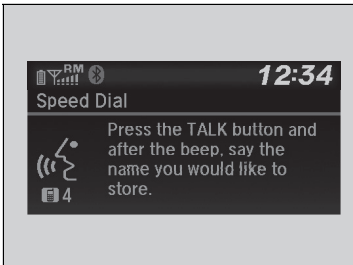 RM
12:34
Speed Dial
Press the TALK button and
after the beep, say the
name you would like to
store.
4